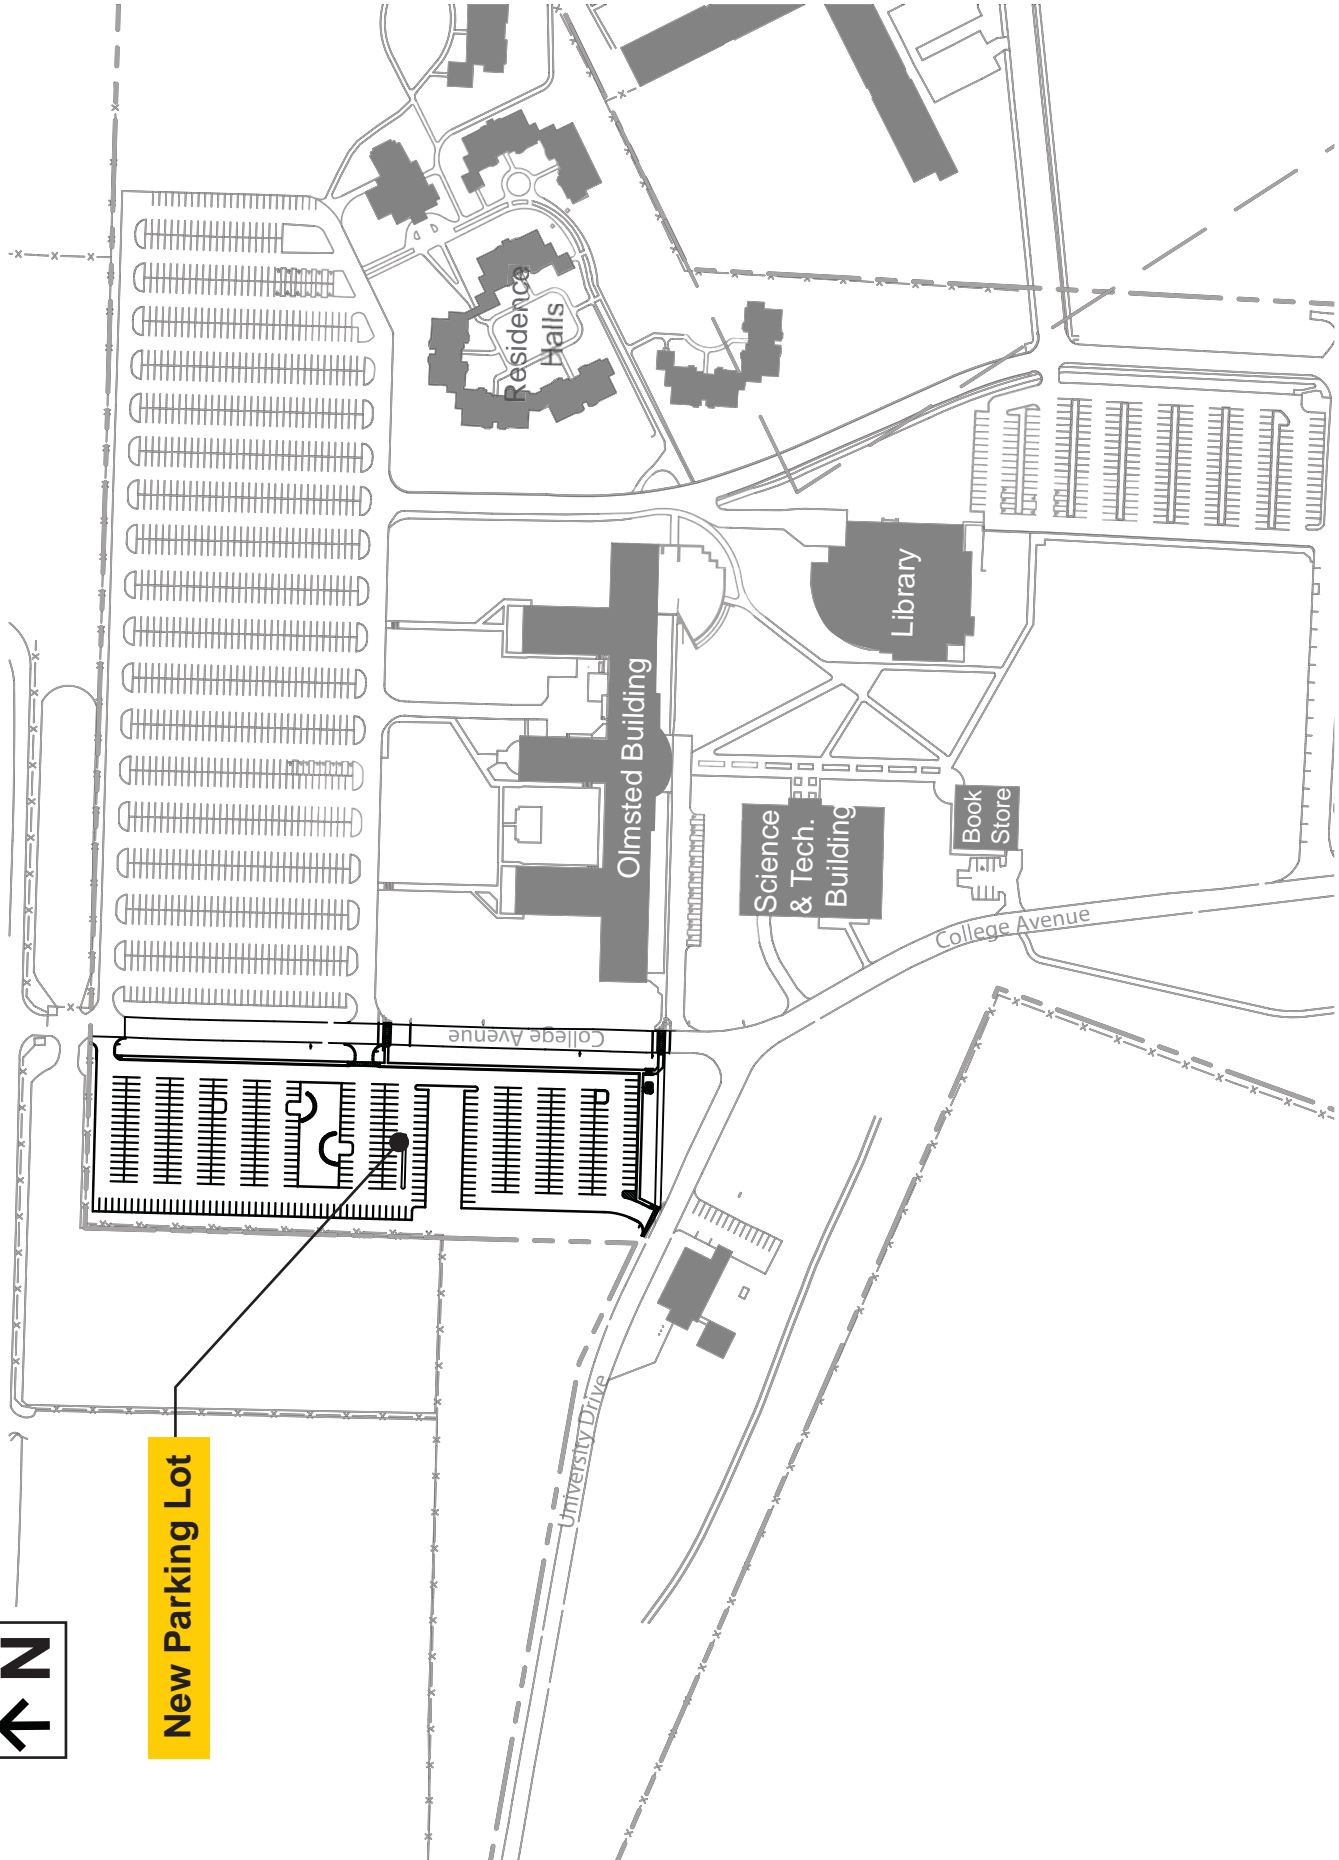 N
New Parking Lot
Residence
Halls
Olmsted Building
Library
Science
& Tech.
Building
Book
Store
College Avenue
College Avenue
University Drive